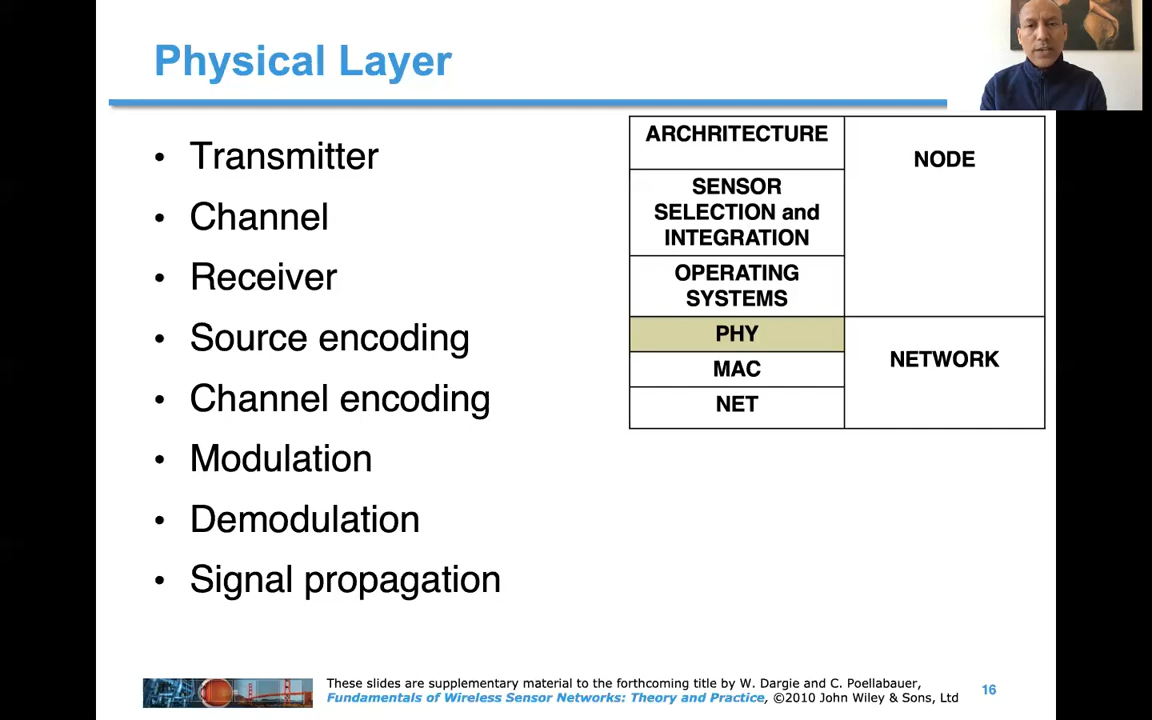 Physical Layer
• Transmitter
• Channel
• Receiver
• Source encoding
• Channel encoding
• Modulation
• Demodulation
• Signal propagation
ARCHRITECTURE
NODE
SENSOR
SELECTION and
INTEGRATION
OPERATING
SYSTEMS
PHY
MAC
NETWORK
NET
These slides are supplementary material to the forthcoming title by W. Dargie and C. Poellabauer,
Fundamentals of Wireless Sensor Networks: Theory and Practice, ©2010 John Wiley & Sons, Ltd
16